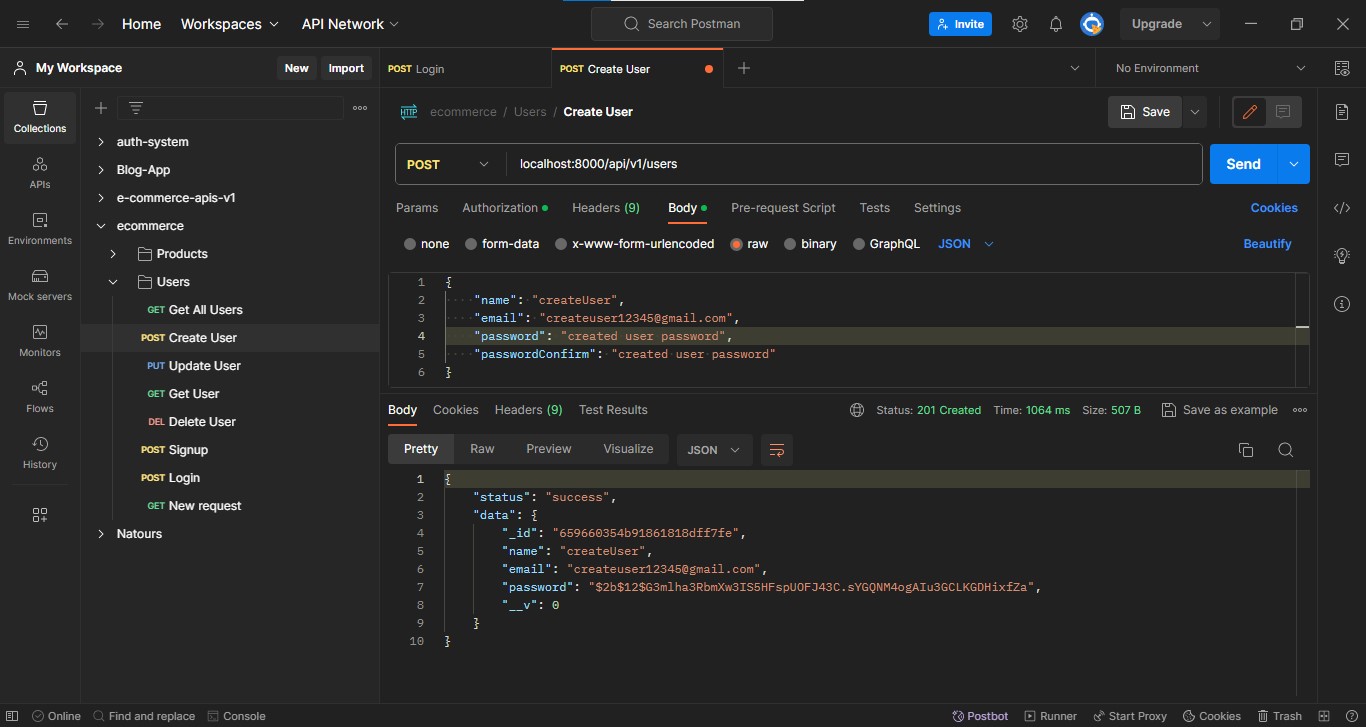 Home Workspaces API Network Search Postman Invite Upgrade
My Workspace New Import POST Login POST Create User No Environment
Collections
APIs
Environments
Mock servers
Monitors
Flows
History
auth-system
Blog-App
e-commerce-apis-v1
ecommerce
Products
Users
GET Get All Users
POST Create User
PUT Update User
GET Get User
DEL Delete User
POST Signup
POST Login
GET New request
Natours
HTTP ecommerce / Users / Create User Save
POST localhost:8000/api/v1/users Send
Params Authorization Headers (9) Body Pre-request Script Tests Settings Cookies
none form-data x-www-form-urlencoded raw binary GraphQL JSON Beautify
1 {
2 "name": "createUser",
3 "email": "createuser12345@gmail.com",
4 "password": "created user password",
5 "passwordConfirm": "created user password"
6 }
Body Cookies Headers (9) Test Results Status: 201 Created Time: 1064 ms Size: 507 B Save as example
Pretty Raw Preview Visualize JSON
1 {
2 "status": "success",
3 "data": {
4 "_id": "659660354b91861818dff7fe",
5 "name": "createUser",
6 "email": "createuser12345@gmail.com",
7 "password": "$2b$12$G3mlha3RbmXw3IS5HFspUOFJ43C.sYGQNM4ogAIu3GCLKGDHixfZa",
8 "__v": 0
9 }
10 }
Online Find and replace Console Postbot Runner Start Proxy Cookies Trash